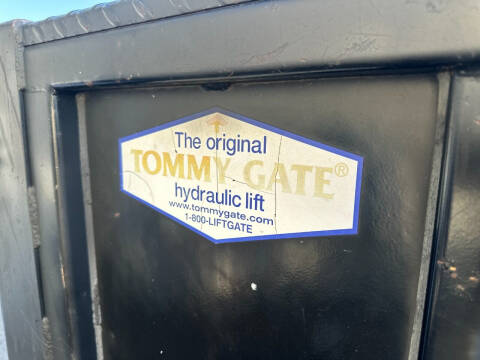 The original
TOMMY GATE®
hydraulic lift
www.tommygate.com
1-800-LIFTGATE